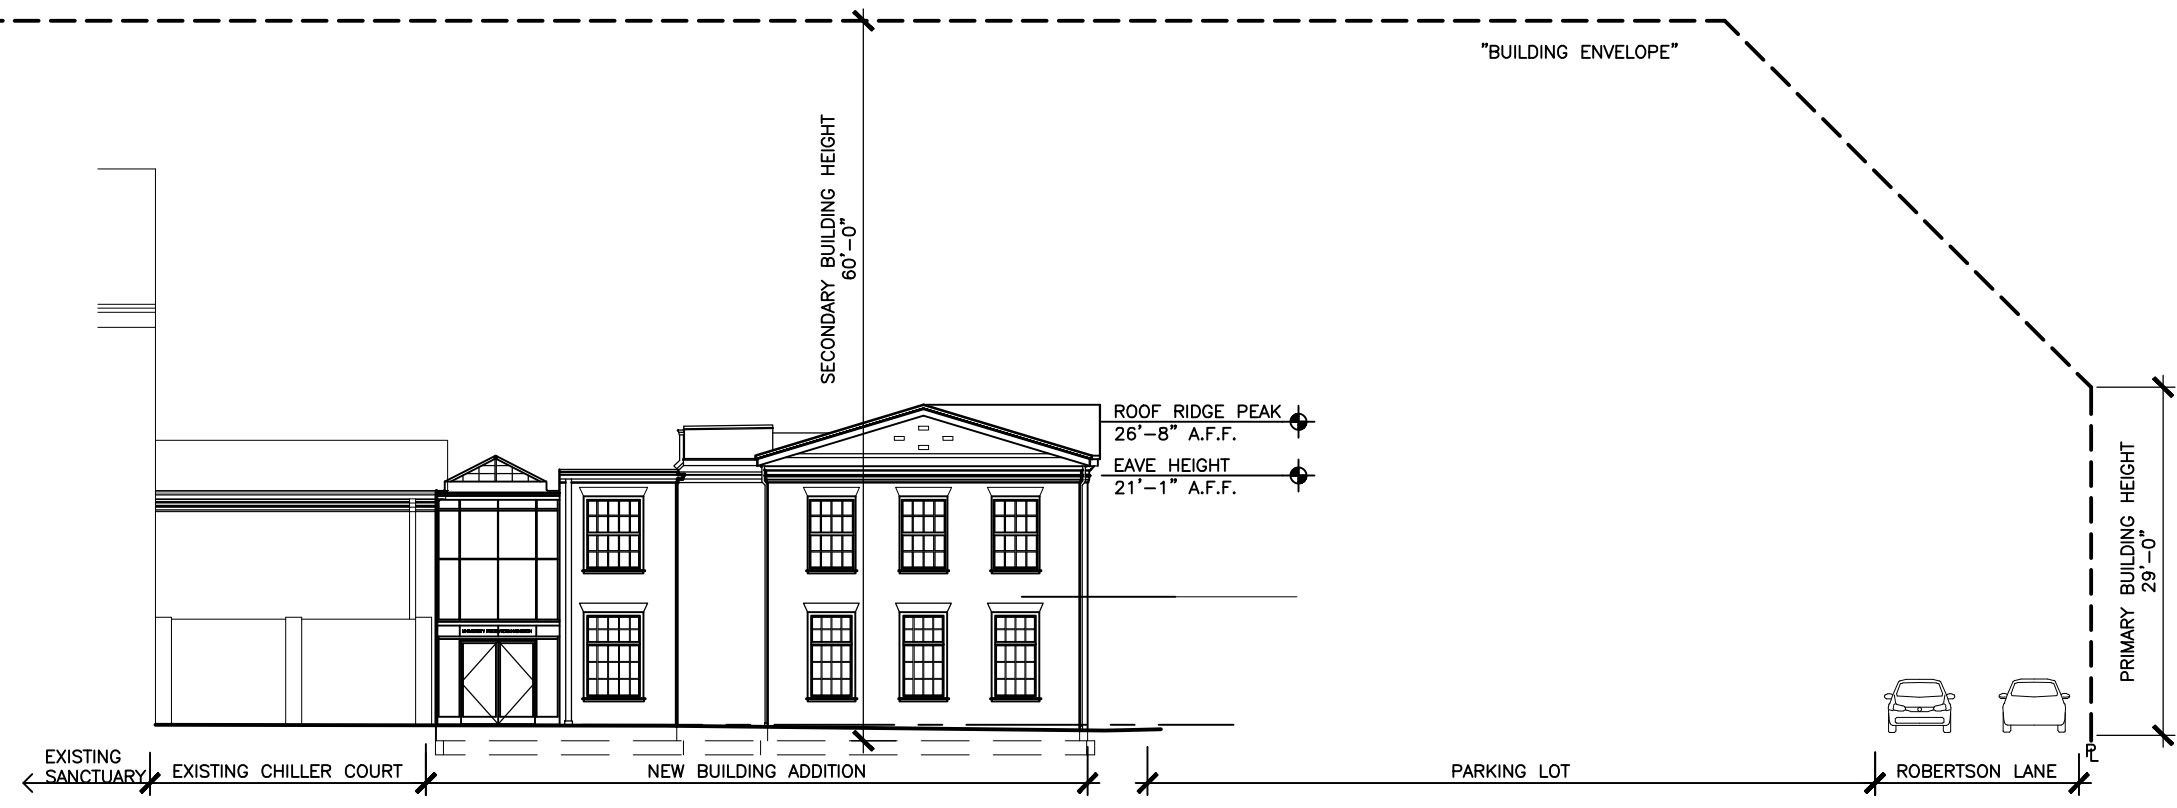 "BUILDING ENVELOPE"
SECONDARY BUILDING HEIGHT
60'-0"
ROOF RIDGE PEAK
26'-8" A.F.F.
EAVE HEIGHT
21'-1" A.F.F.
PRIMARY BUILDING HEIGHT
29'-0"
PL
EXISTING
SANCTUARY
EXISTING CHILLER COURT
NEW BUILDING ADDITION
PARKING LOT
ROBERTSON LANE